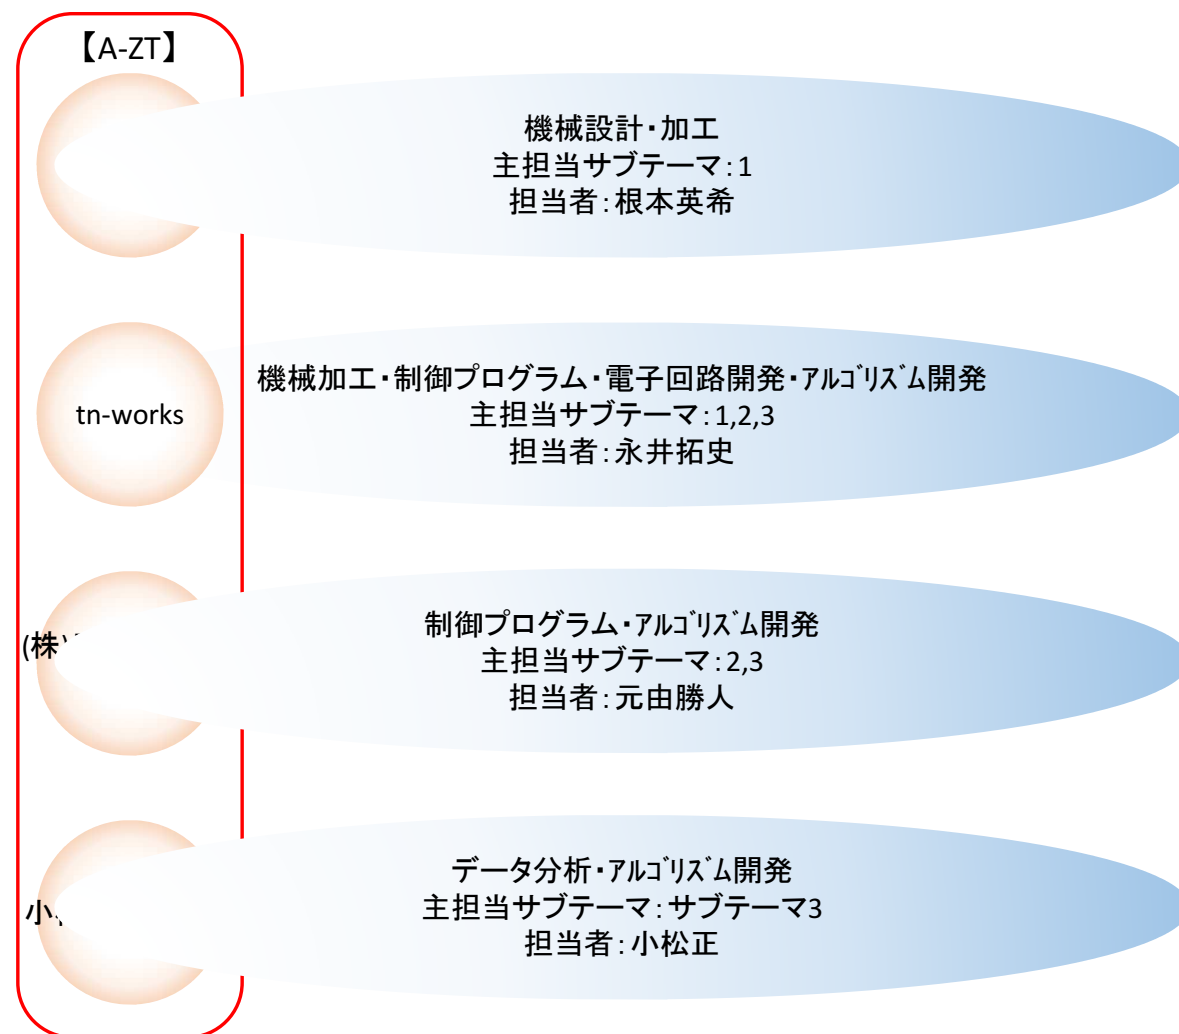 【A-ZT】
機械設計・加工
主担当サブテーマ：1
担当者：根本英希
tn-works
機械加工・制御プログラム・電子回路開発・ｱﾙｺﾞﾘｽﾞﾑ開発
主担当サブテーマ：1,2,3
担当者：永井拓史
(株)
制御プログラム・ｱﾙｺﾞﾘｽﾞﾑ開発
主担当サブテーマ：2,3
担当者：元由勝人
小
データ分析・ｱﾙｺﾞﾘｽﾞﾑ開発
主担当サブテーマ：サブテーマ3
担当者：小松正